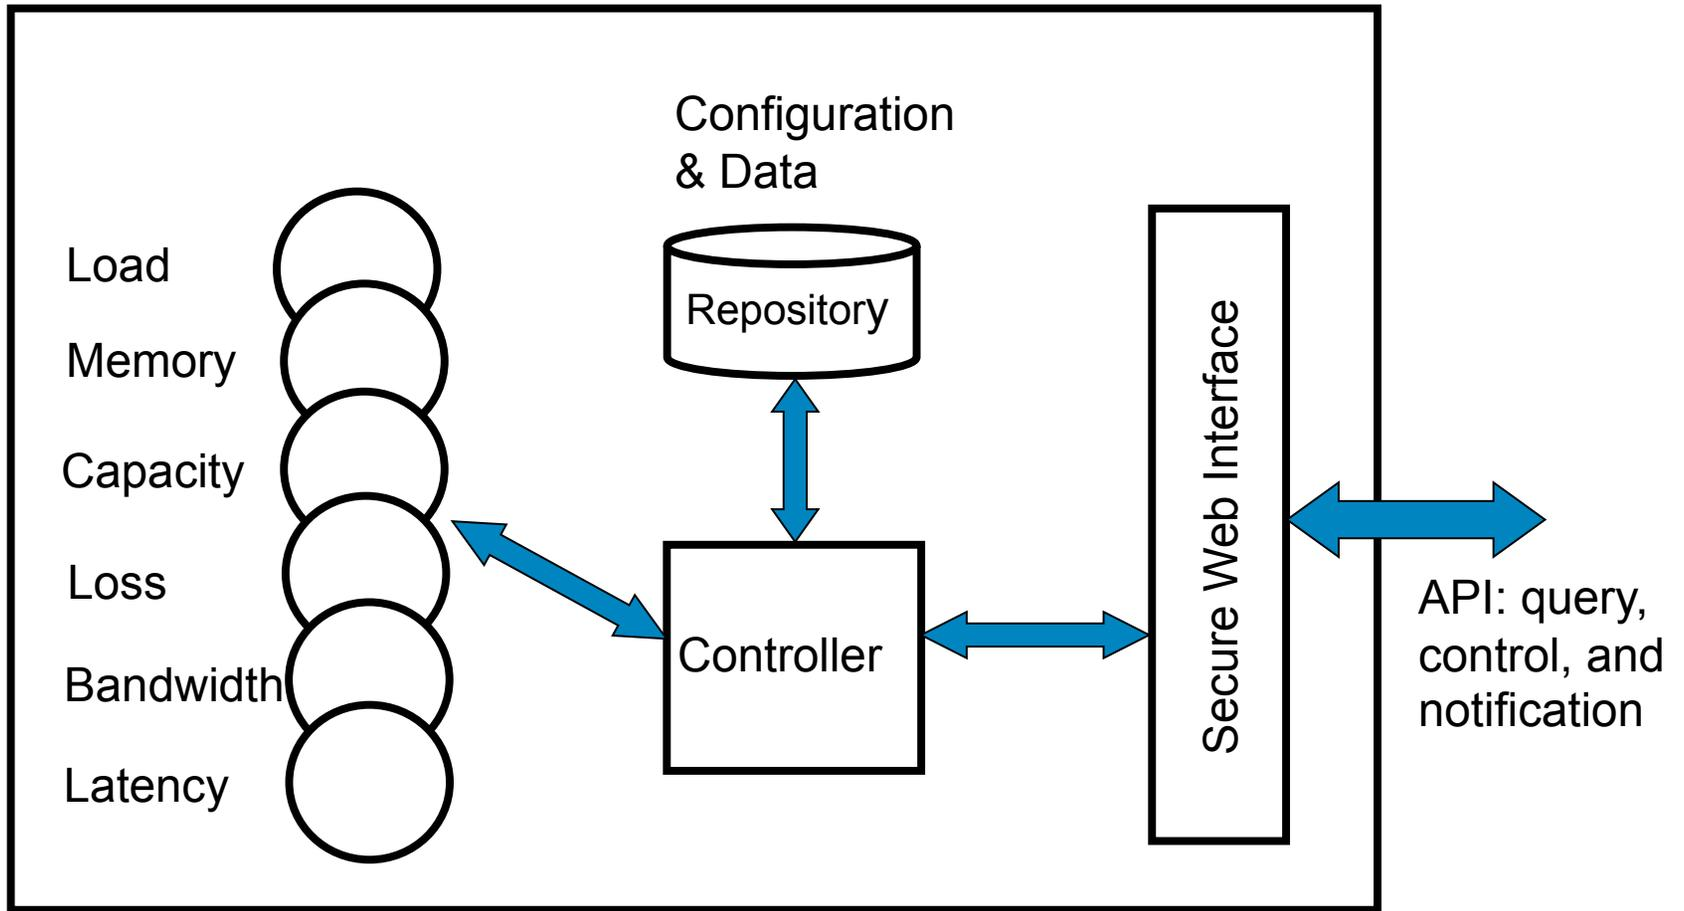 Configuration
& Data
Load
Memory
Capacity
Loss
Bandwidth
Latency
Repository
Controller
Secure Web Interface
API: query,
control, and
notification